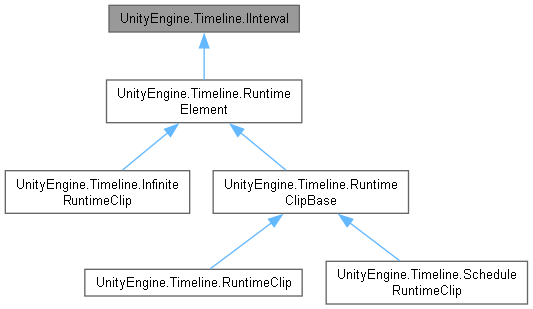 UnityEngine.Timeline.IInterval
UnityEngine.Timeline.Runtime
Element
UnityEngine.Timeline.Infinite
RuntimeClip
UnityEngine.Timeline.Runtime
ClipBase
UnityEngine.Timeline.RuntimeClip
UnityEngine.Timeline.Schedule
RuntimeClip